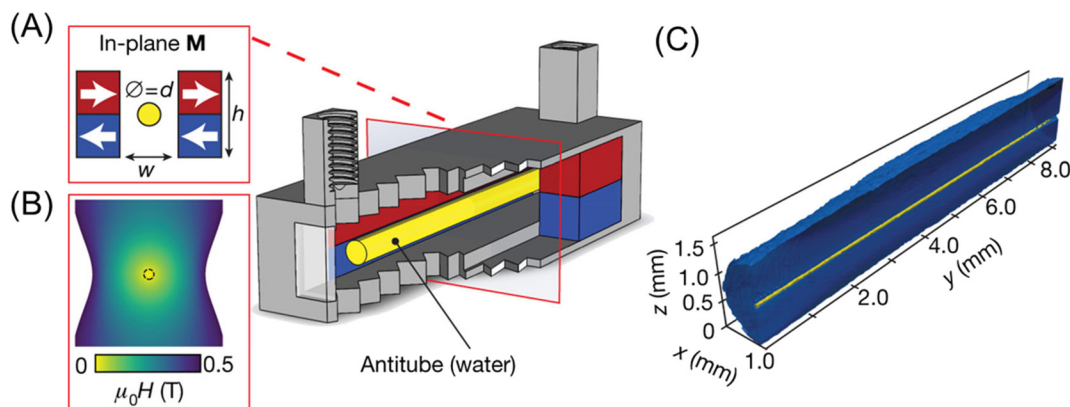 (A)
In-plane M
Ø=d
h
w
(B)
0 0.5
μ₀H (T)
Antitube (water)
(C)
1.5
1.0
0.5
0
z (mm)
x (mm)
1.0
2.0
4.0
6.0
8.0
y (mm)